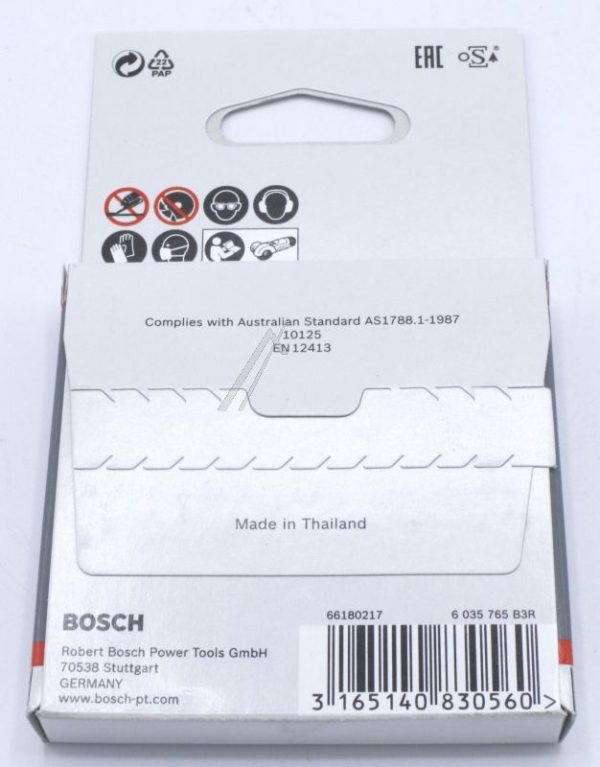 22
PAP
EAC
oS®
Complies with Australian Standard AS1788.1-1987
10125
EN 12413
Made in Thailand
BOSCH
Robert Bosch Power Tools GmbH
70538 Stuttgart
GERMANY
www.bosch-pt.com
66180217 6 035 765 B3R
3 165140 830560 >